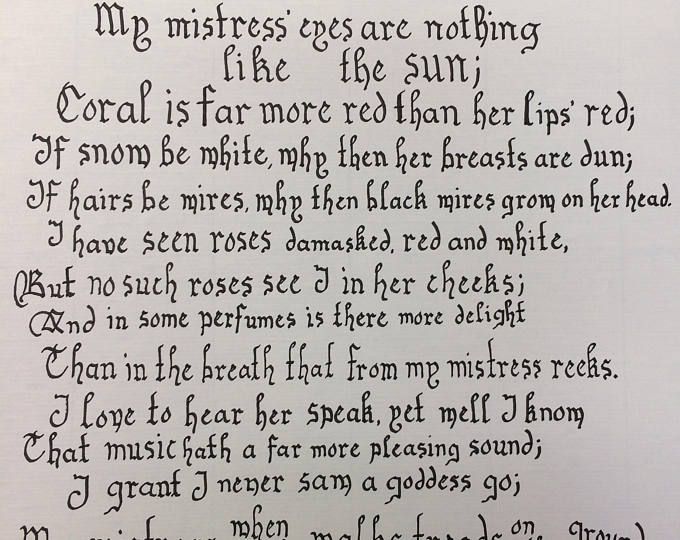 My mistress' eyes are nothing
like the sun;
Coral is far more red than her lips' red;
If snow be white, why then her breasts are dun;
If hairs be wires, why then black wires grow on her head.
I have seen roses damasked, red and white,
But no such roses see I in her cheeks;
And in some perfumes is there more delight
Than in the breath that from my mistress reeks.
I love to hear her speak, yet well I know
That music hath a far more pleasing sound;
I grant I never saw a goddess go;
My mistress when walks treads on ground